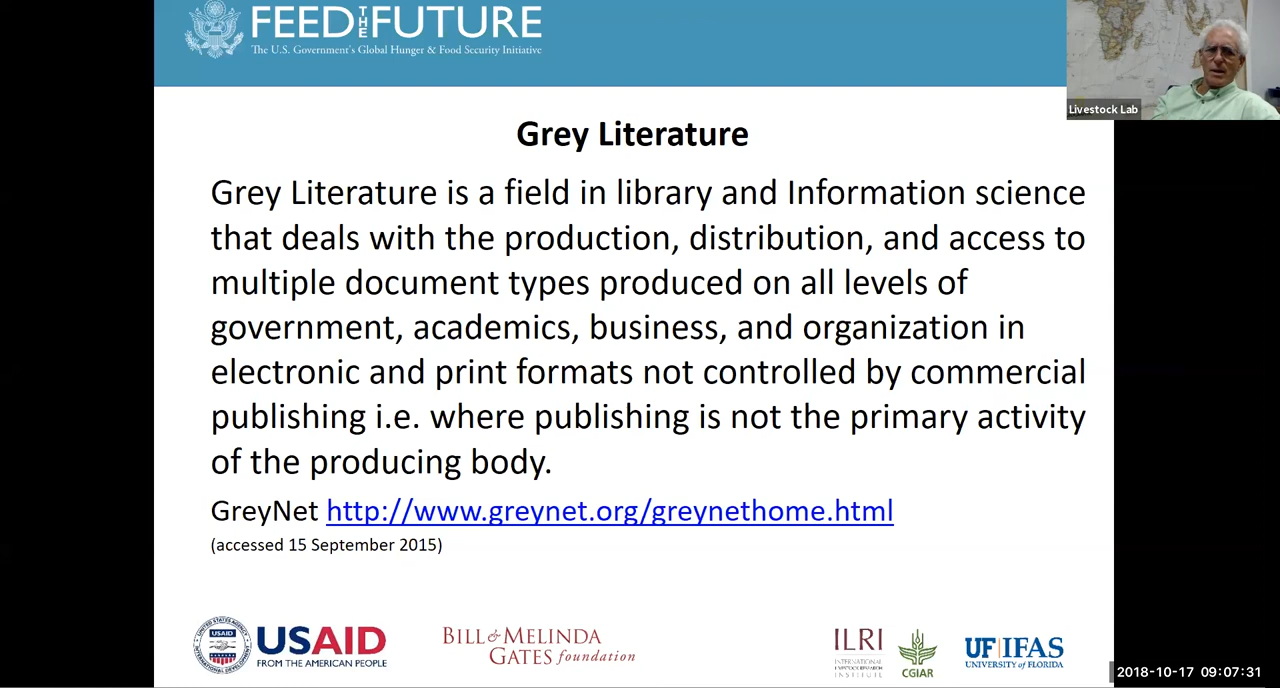 FEED THE FUTURE
The U.S. Government's Global Hunger & Food Security Initiative
Livestock Lab
Grey Literature
Grey Literature is a field in library and Information science
that deals with the production, distribution, and access to
multiple document types produced on all levels of
government, academics, business, and organization in
electronic and print formats not controlled by commercial
publishing i.e. where publishing is not the primary activity
of the producing body.
GreyNet http://www.greynet.org/greynethome.html
(accessed 15 September 2015)
USAID
USAID
FROM THE AMERICAN PEOPLE
BILL & MELINDA
GATES foundation
ILRI
INTERNATIONAL
LIVESTOCK RESEARCH
INSTITUTE
CGIAR
UF IFAS
UNIVERSITY of FLORIDA
2018-10-17 09:07:31